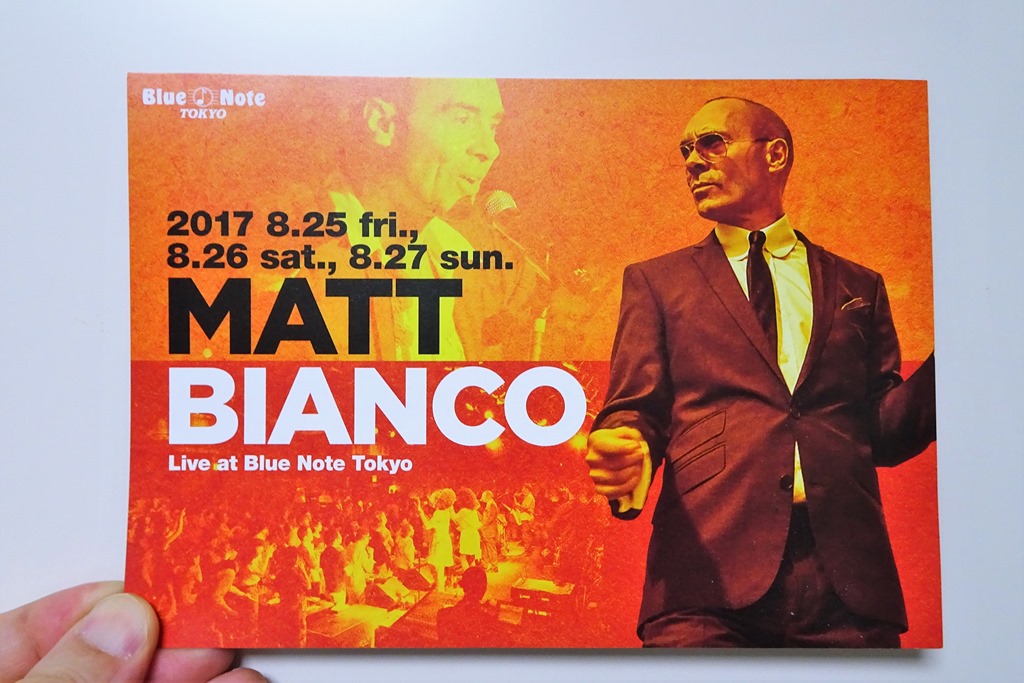 Blue Note
TOKYO
2017 8.25 fri.,
8.26 sat., 8.27 sun.
MATT
BIANCO
Live at Blue Note Tokyo